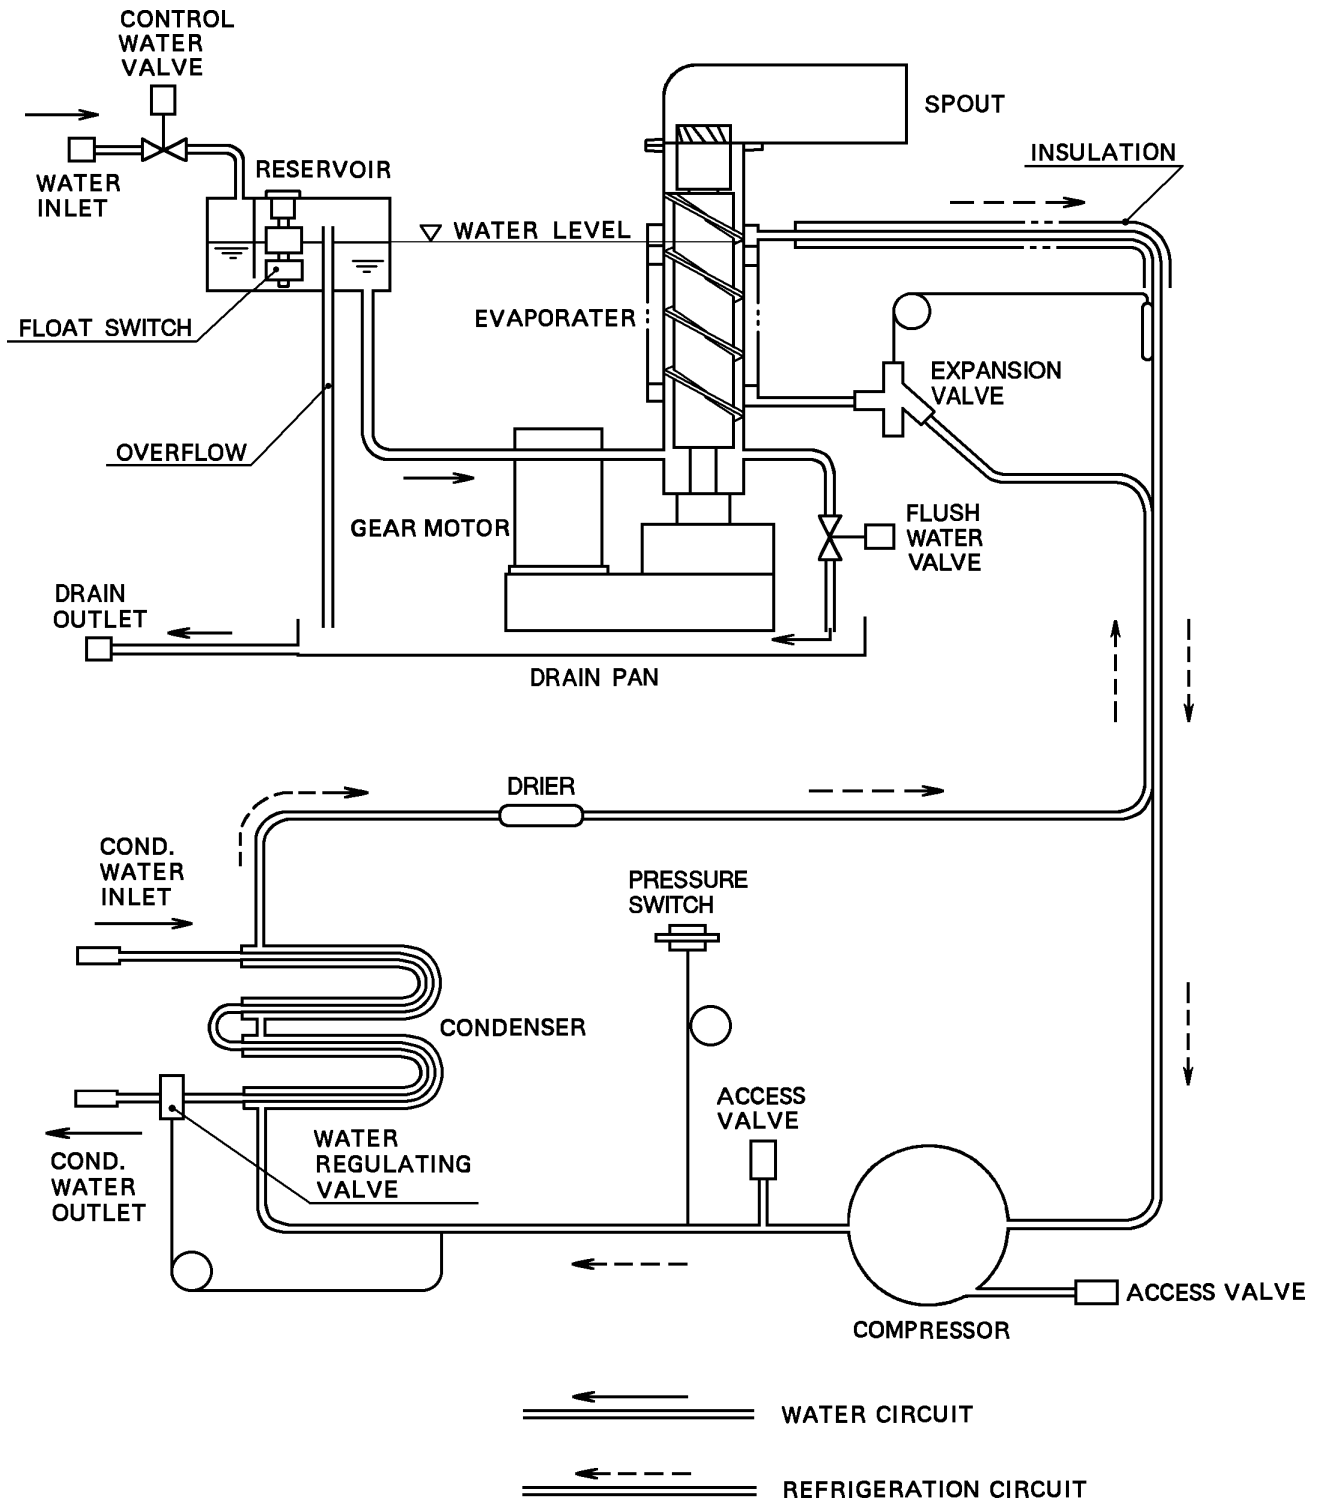 CONTROL
WATER
VALVE
SPOUT
INSULATION
RESERVOIR
WATER
INLET
WATER LEVEL
FLOAT SWITCH
EVAPORATER
EXPANSION
VALVE
OVERFLOW
GEAR MOTOR
FLUSH
WATER
VALVE
DRAIN
OUTLET
DRAIN PAN
DRIER
COND.
WATER
INLET
PRESSURE
SWITCH
CONDENSER
ACCESS
VALVE
WATER
REGULATING
VALVE
COND.
WATER
OUTLET
ACCESS VALVE
COMPRESSOR
WATER CIRCUIT
REFRIGERATION CIRCUIT